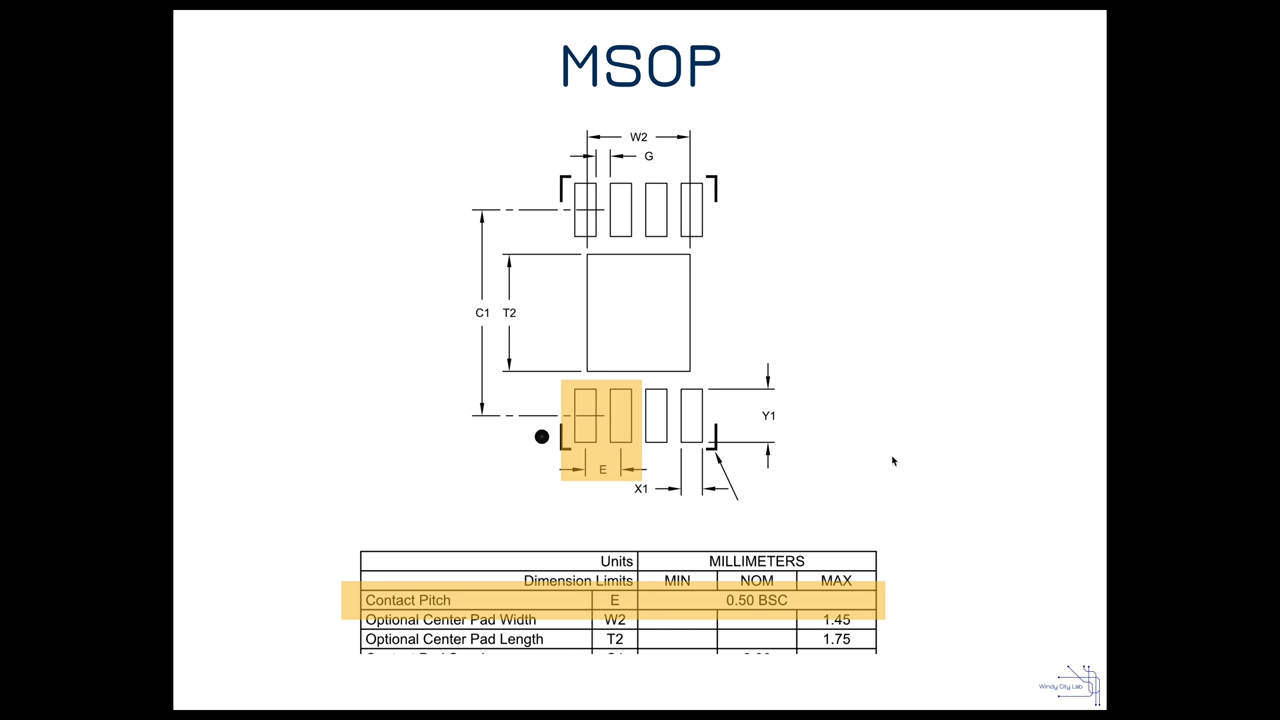 MSOP
W2
G
C1
T2
Y1
E
X1
Units MILLIMETERS
Dimension Limits MIN NOM MAX
Contact Pitch E 0.50 BSC
Optional Center Pad Width W2 1.45
Optional Center Pad Length T2 1.75
Windy City Lab